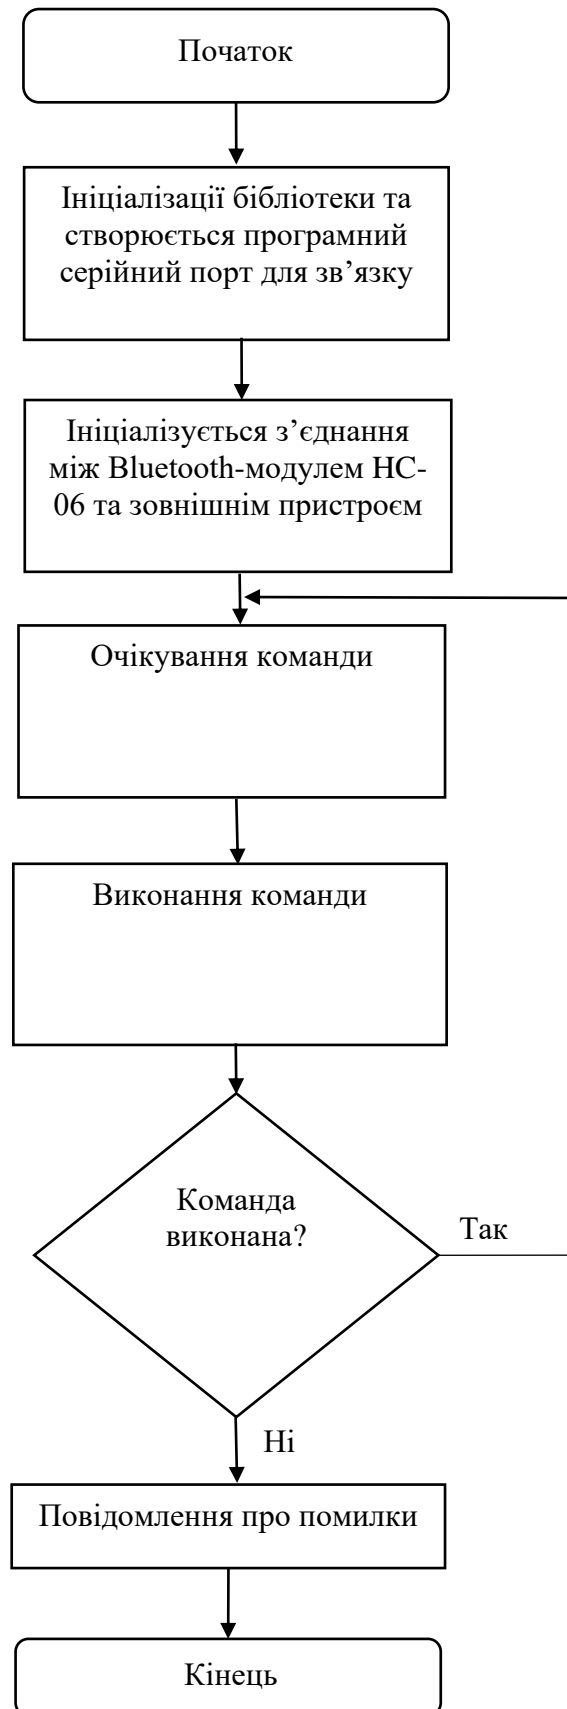 Початок
Ініціалізації бібліотеки та
створюється програмний
серійний порт для зв’язку
Ініціалізується з’єднання
між Bluetooth-модулем HC-
06 та зовнішнім пристроєм
Очікування команди
Виконання команди
Команда
виконана?
Так
Ні
Повідомлення про помилки
Кінець